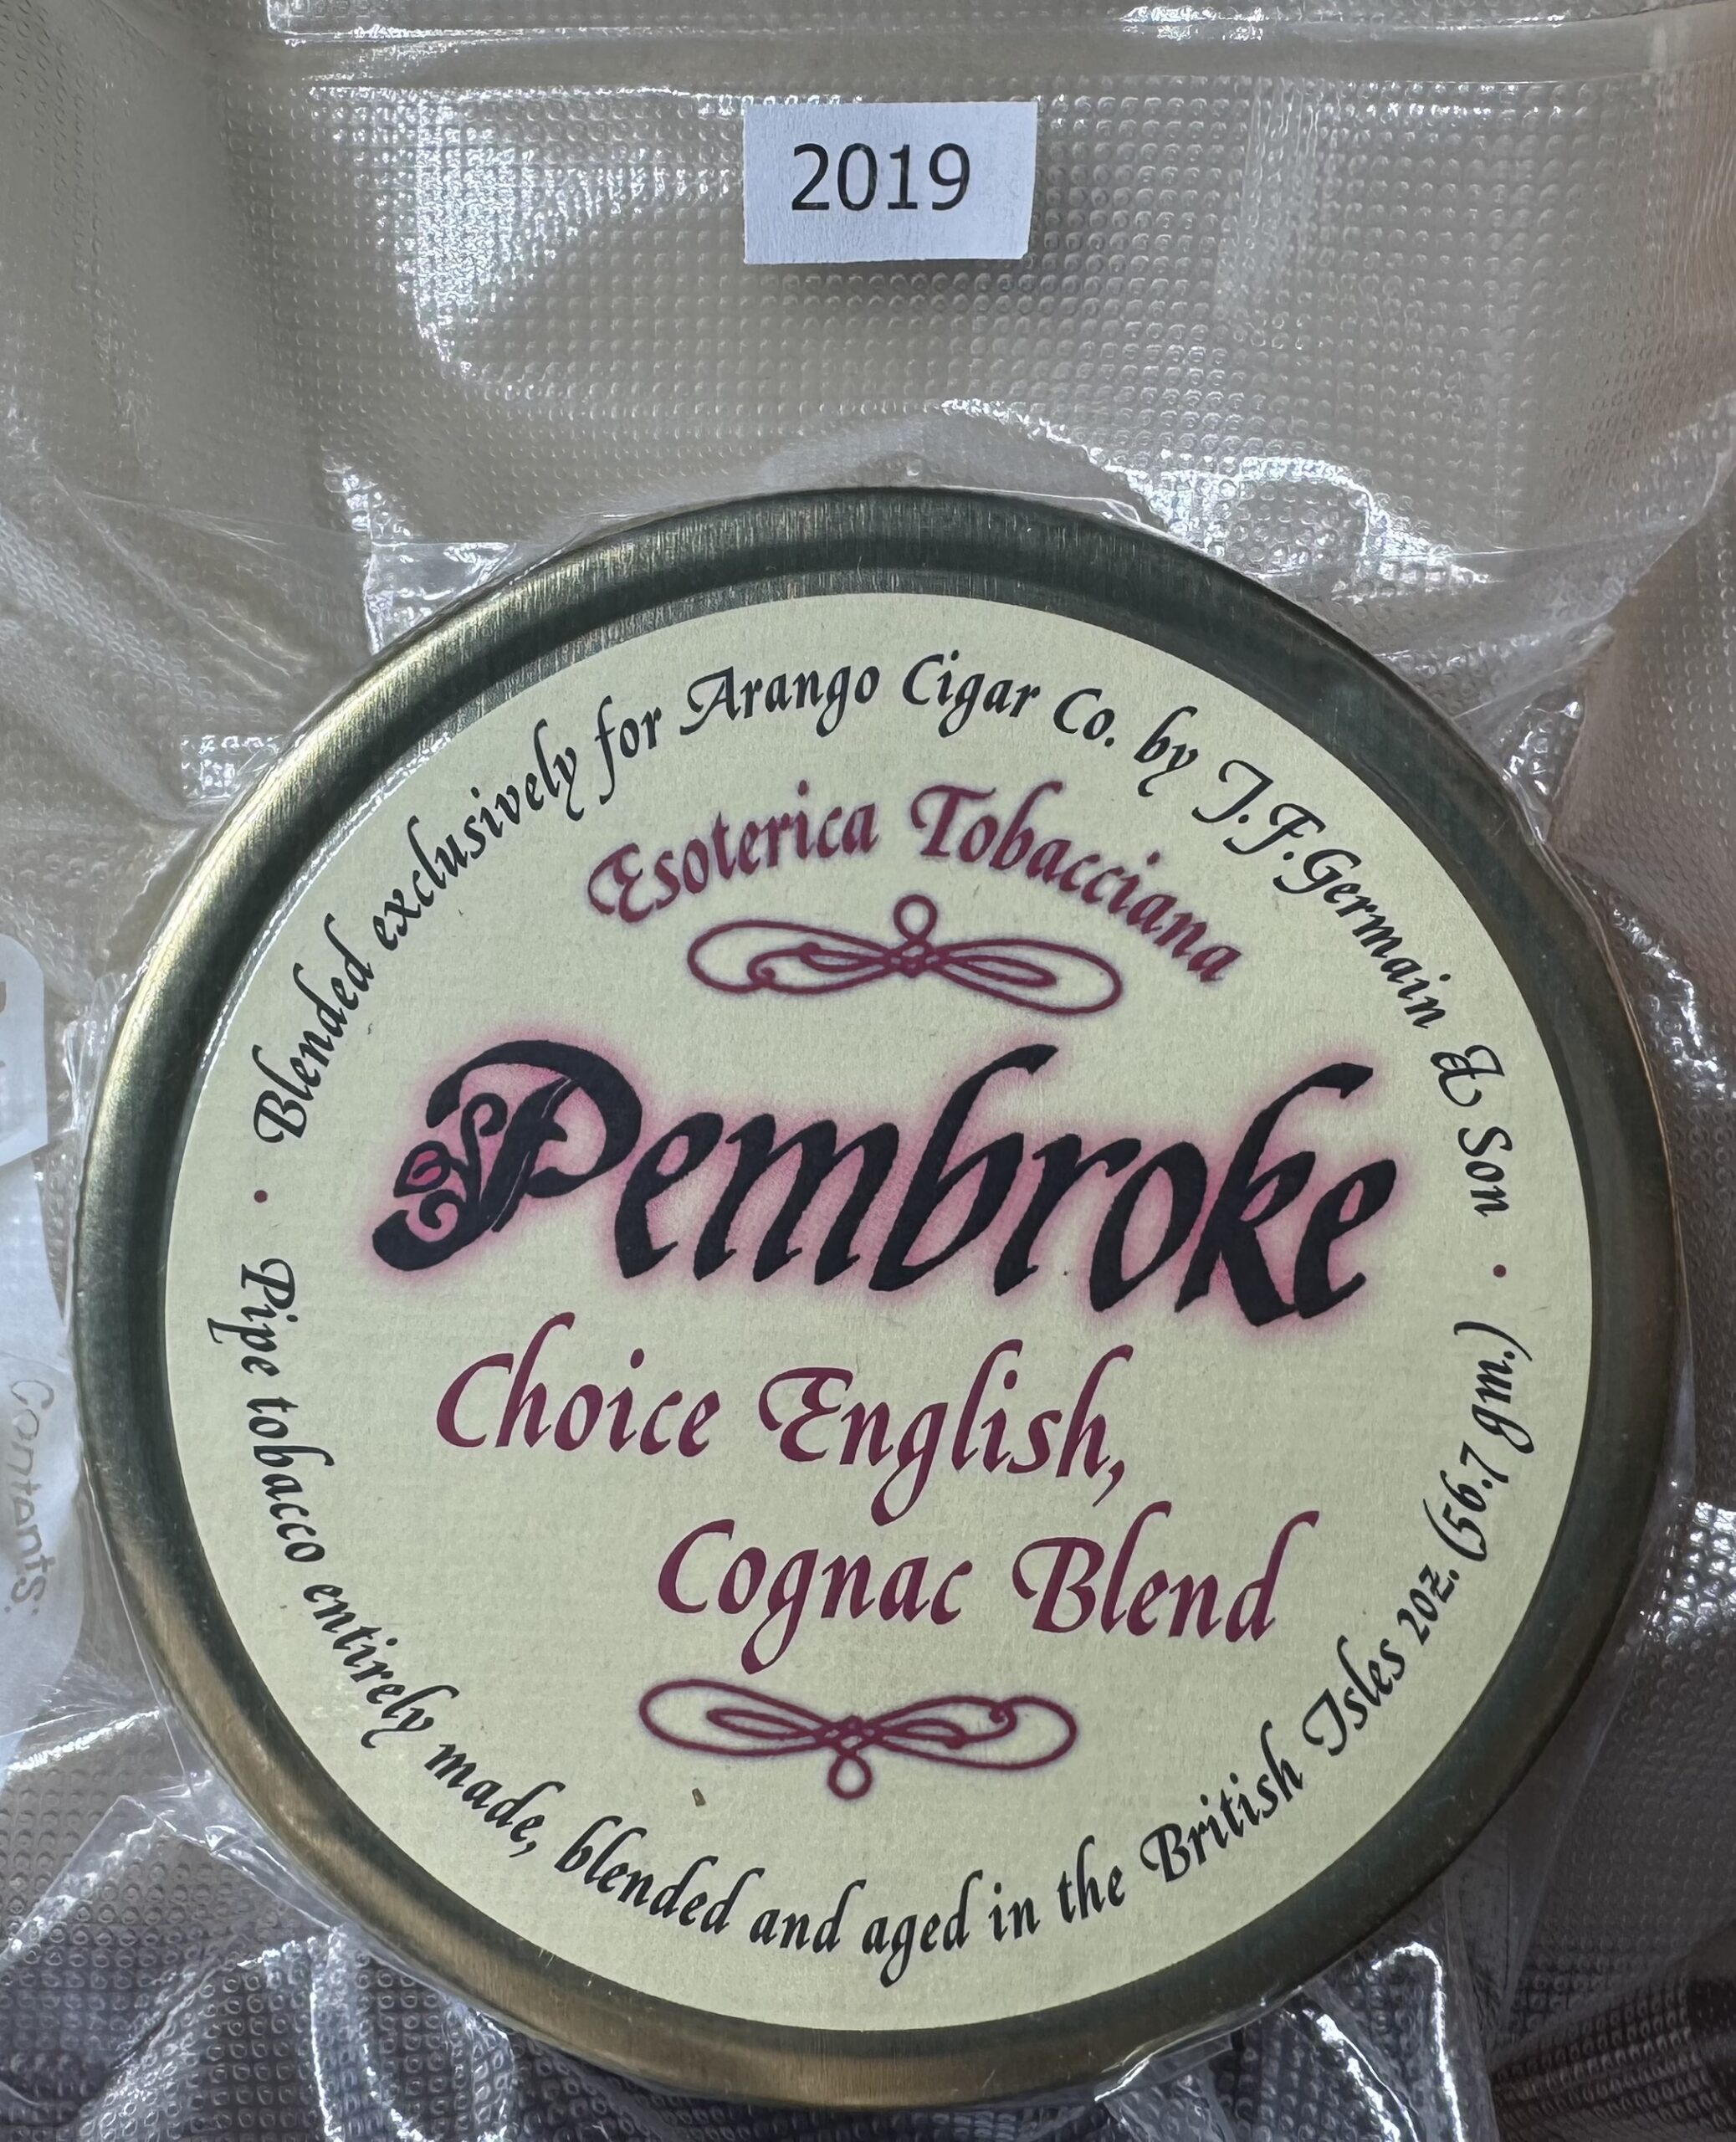 2019
Blended exclusively for Arango Cigar Co. by J.F.Germain & Son
Esoterica Tobacciana
Pembroke
Choice English,
Cognac Blend
Pipe tobacco entirely made, blended and aged in the British Isles 2oz. (56.7 gm.)
Contents: